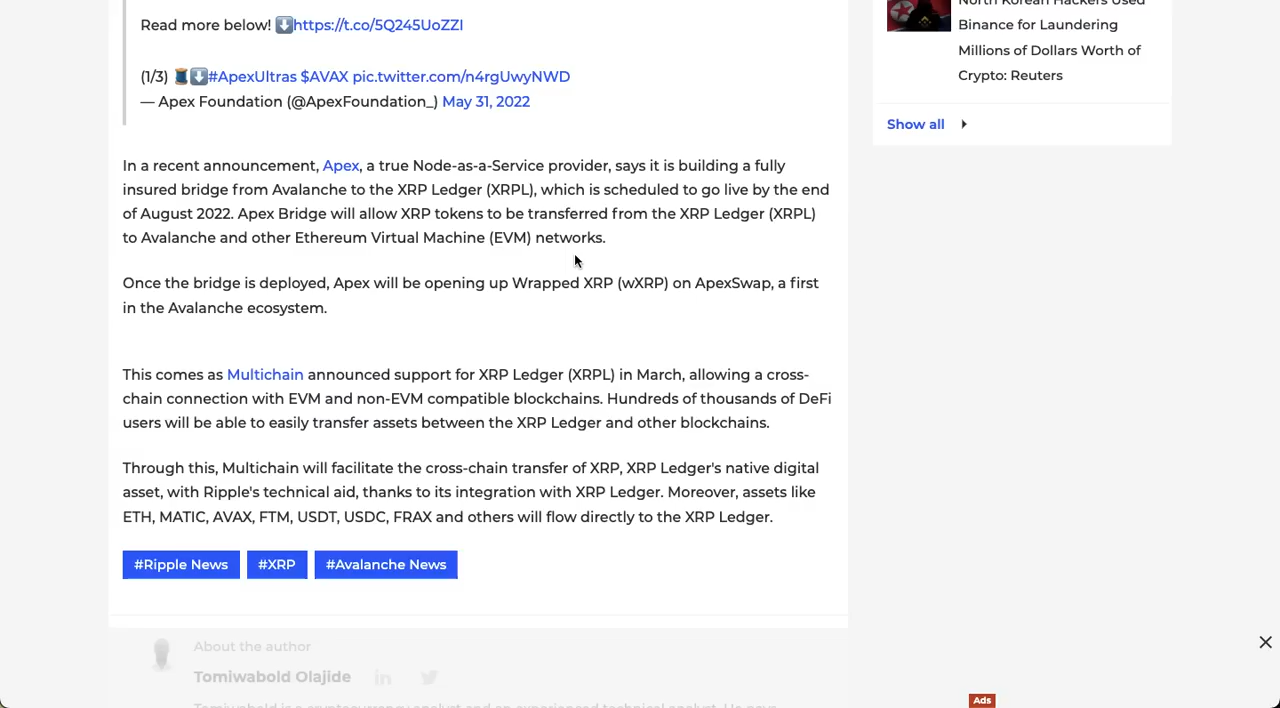 Read more below! ⬇️https://t.co/5Q245UoZZI
(1/3) 🧵⬇️#ApexUltras $AVAX pic.twitter.com/n4rgUwyNWD
— Apex Foundation (@ApexFoundation_) May 31, 2022
In a recent announcement, Apex, a true Node-as-a-Service provider, says it is building a fully
insured bridge from Avalanche to the XRP Ledger (XRPL), which is scheduled to go live by the end
of August 2022. Apex Bridge will allow XRP tokens to be transferred from the XRP Ledger (XRPL)
to Avalanche and other Ethereum Virtual Machine (EVM) networks.
Once the bridge is deployed, Apex will be opening up Wrapped XRP (wXRP) on ApexSwap, a first
in the Avalanche ecosystem.
This comes as Multichain announced support for XRP Ledger (XRPL) in March, allowing a cross-
chain connection with EVM and non-EVM compatible blockchains. Hundreds of thousands of DeFi
users will be able to easily transfer assets between the XRP Ledger and other blockchains.
Through this, Multichain will facilitate the cross-chain transfer of XRP, XRP Ledger's native digital
asset, with Ripple's technical aid, thanks to its integration with XRP Ledger. Moreover, assets like
ETH, MATIC, AVAX, FTM, USDT, USDC, FRAX and others will flow directly to the XRP Ledger.
#Ripple News #XRP #Avalanche News
About the author
Tomiwabold Olajide
North Korean Hackers Used
Binance for Laundering
Millions of Dollars Worth of
Crypto: Reuters
Show all
Ads